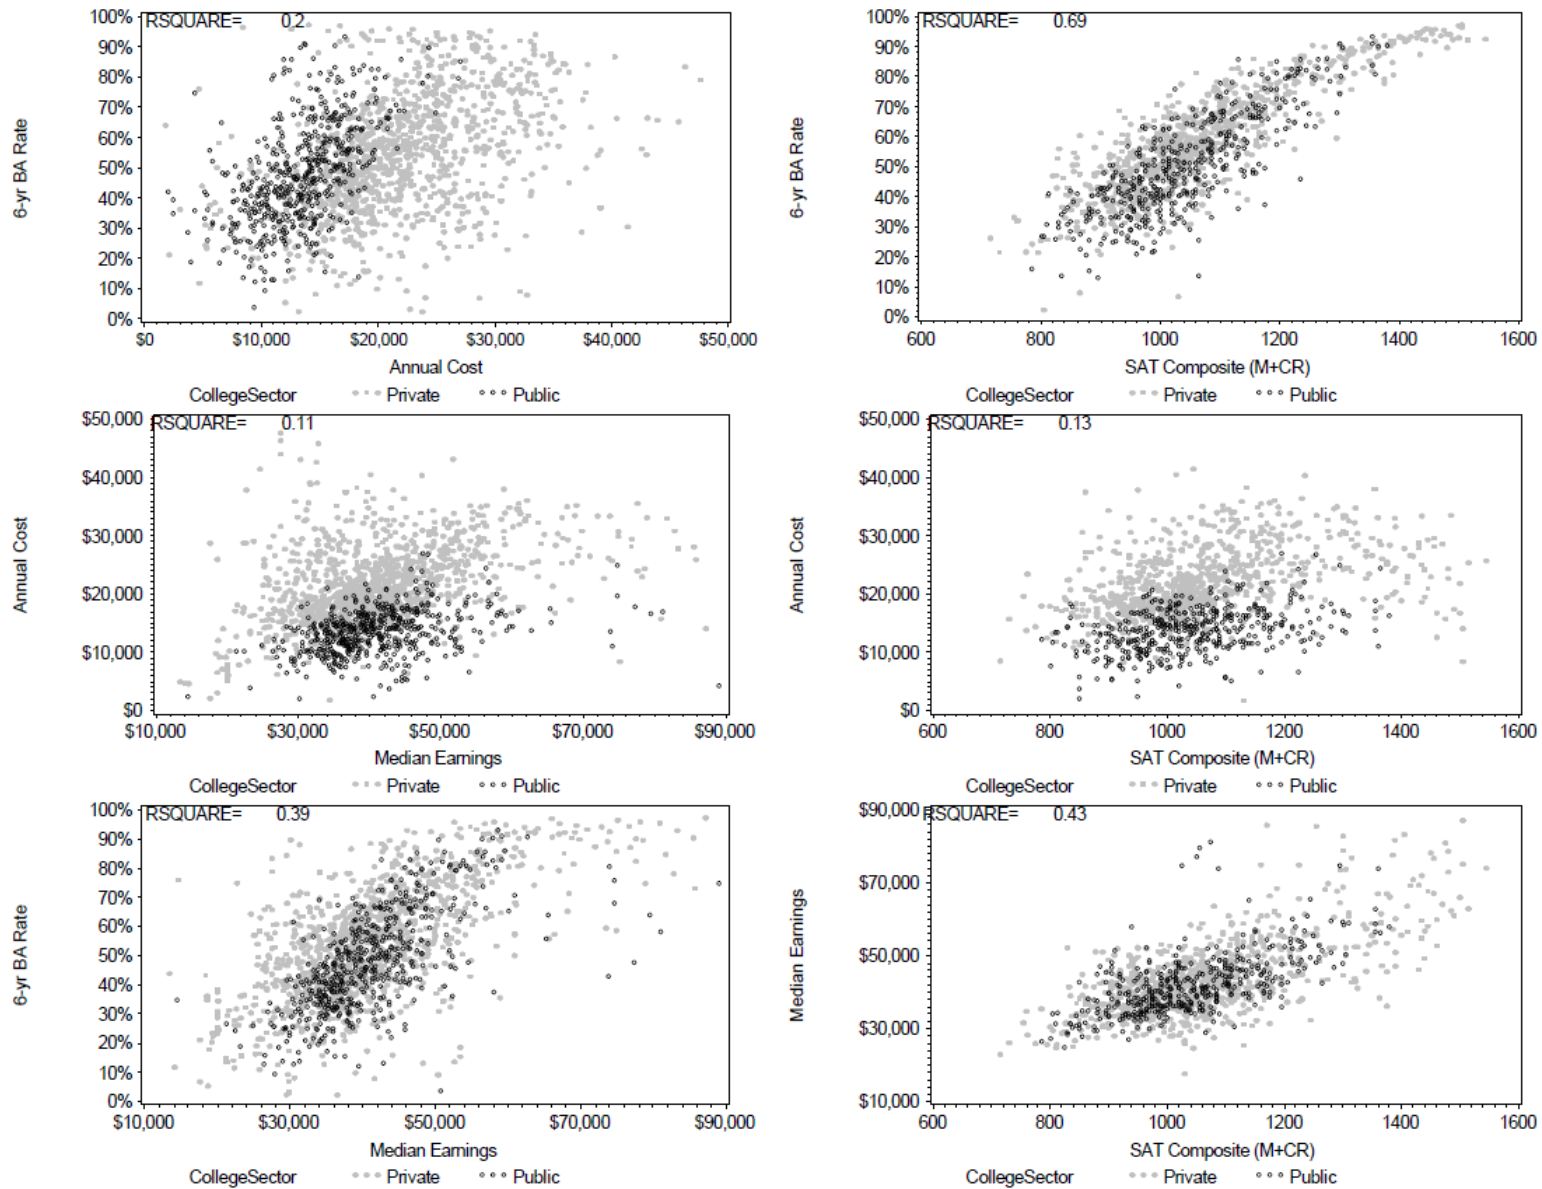 RSQUARE= 0.2
100%
90%
80%
70%
60%
50%
40%
30%
20%
10%
0%
6-yr BA Rate
$0 $10,000 $20,000 $30,000 $40,000 $50,000
Annual Cost
CollegeSector Private Public
RSQUARE= 0.69
100%
90%
80%
70%
60%
50%
40%
30%
20%
10%
0%
6-yr BA Rate
600 800 1000 1200 1400 1600
SAT Composite (M+CR)
CollegeSector Private Public
RSQUARE= 0.11
$50,000
$40,000
$30,000
$20,000
$10,000
$0
Annual Cost
$10,000 $30,000 $50,000 $70,000 $90,000
Median Earnings
CollegeSector Private Public
RSQUARE= 0.13
$50,000
$40,000
$30,000
$20,000
$10,000
$0
Annual Cost
600 800 1000 1200 1400 1600
SAT Composite (M+CR)
CollegeSector Private Public
RSQUARE= 0.39
100%
90%
80%
70%
60%
50%
40%
30%
20%
10%
0%
6-yr BA Rate
$10,000 $30,000 $50,000 $70,000 $90,000
Median Earnings
CollegeSector Private Public
RSQUARE= 0.43
$90,000
$70,000
$50,000
$30,000
$10,000
Median Earnings
600 800 1000 1200 1400 1600
SAT Composite (M+CR)
CollegeSector Private Public